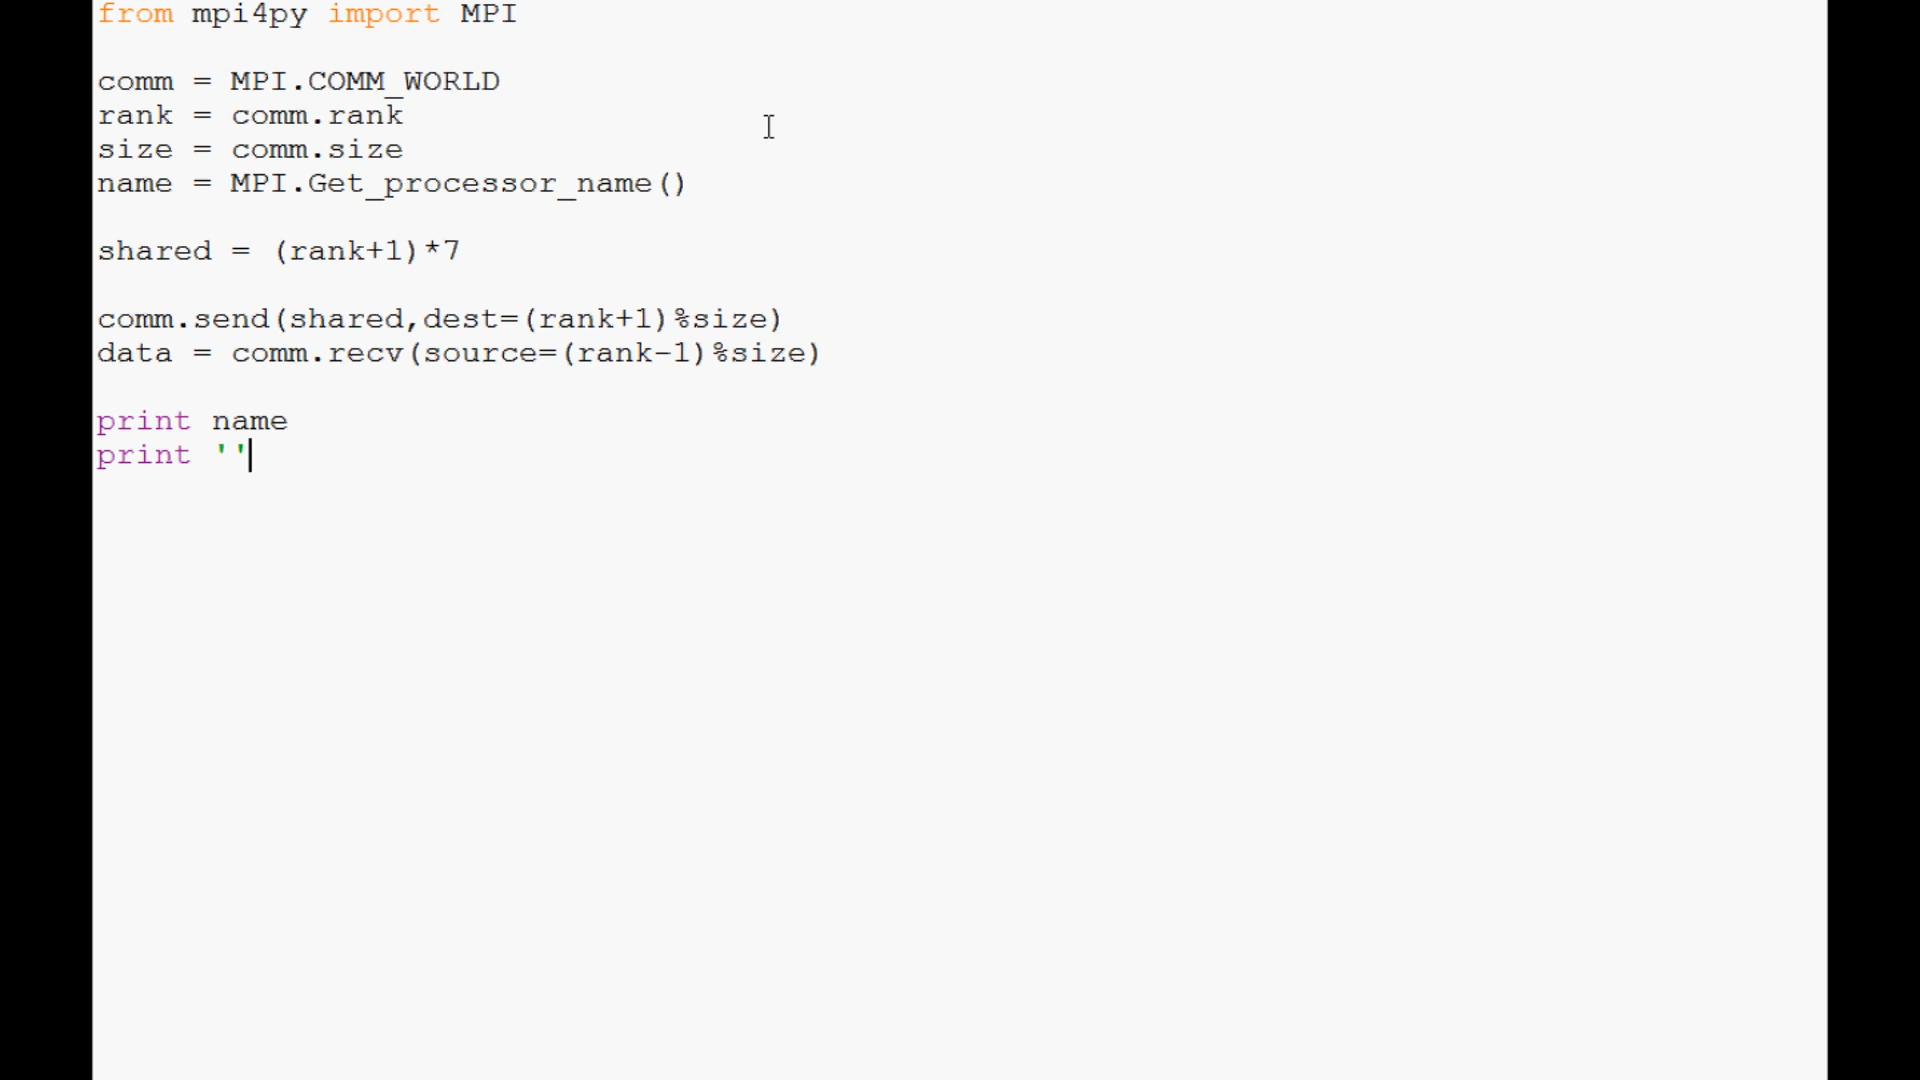 from mpi4py import MPI
comm = MPI.COMM_WORLD
rank = comm.rank
size = comm.size
name = MPI.Get_processor_name()
shared = (rank+1)*7
comm.send(shared,dest=(rank+1)%size)
data = comm.recv(source=(rank-1)%size)
print name
print ''